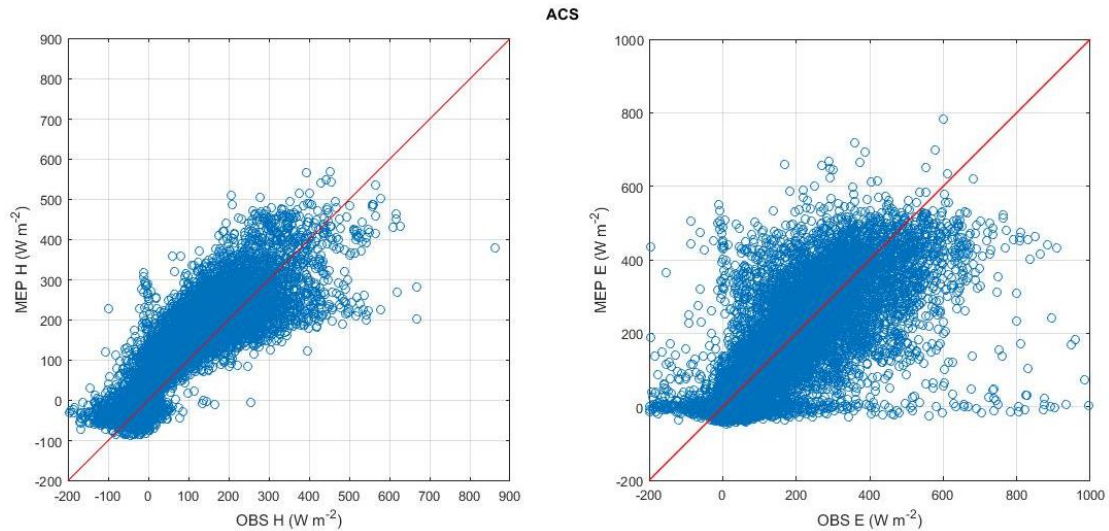 ACS
900
800
700
600
500
400
300
200
100
0
-100
-200
MEP H (W m⁻²)
-200 -100 0 100 200 300 400 500 600 700 800 900
OBS H (W m⁻²)
1000
800
600
400
200
0
-200
MEP E (W m⁻²)
-200 0 200 400 600 800 1000
OBS E (W m⁻²)